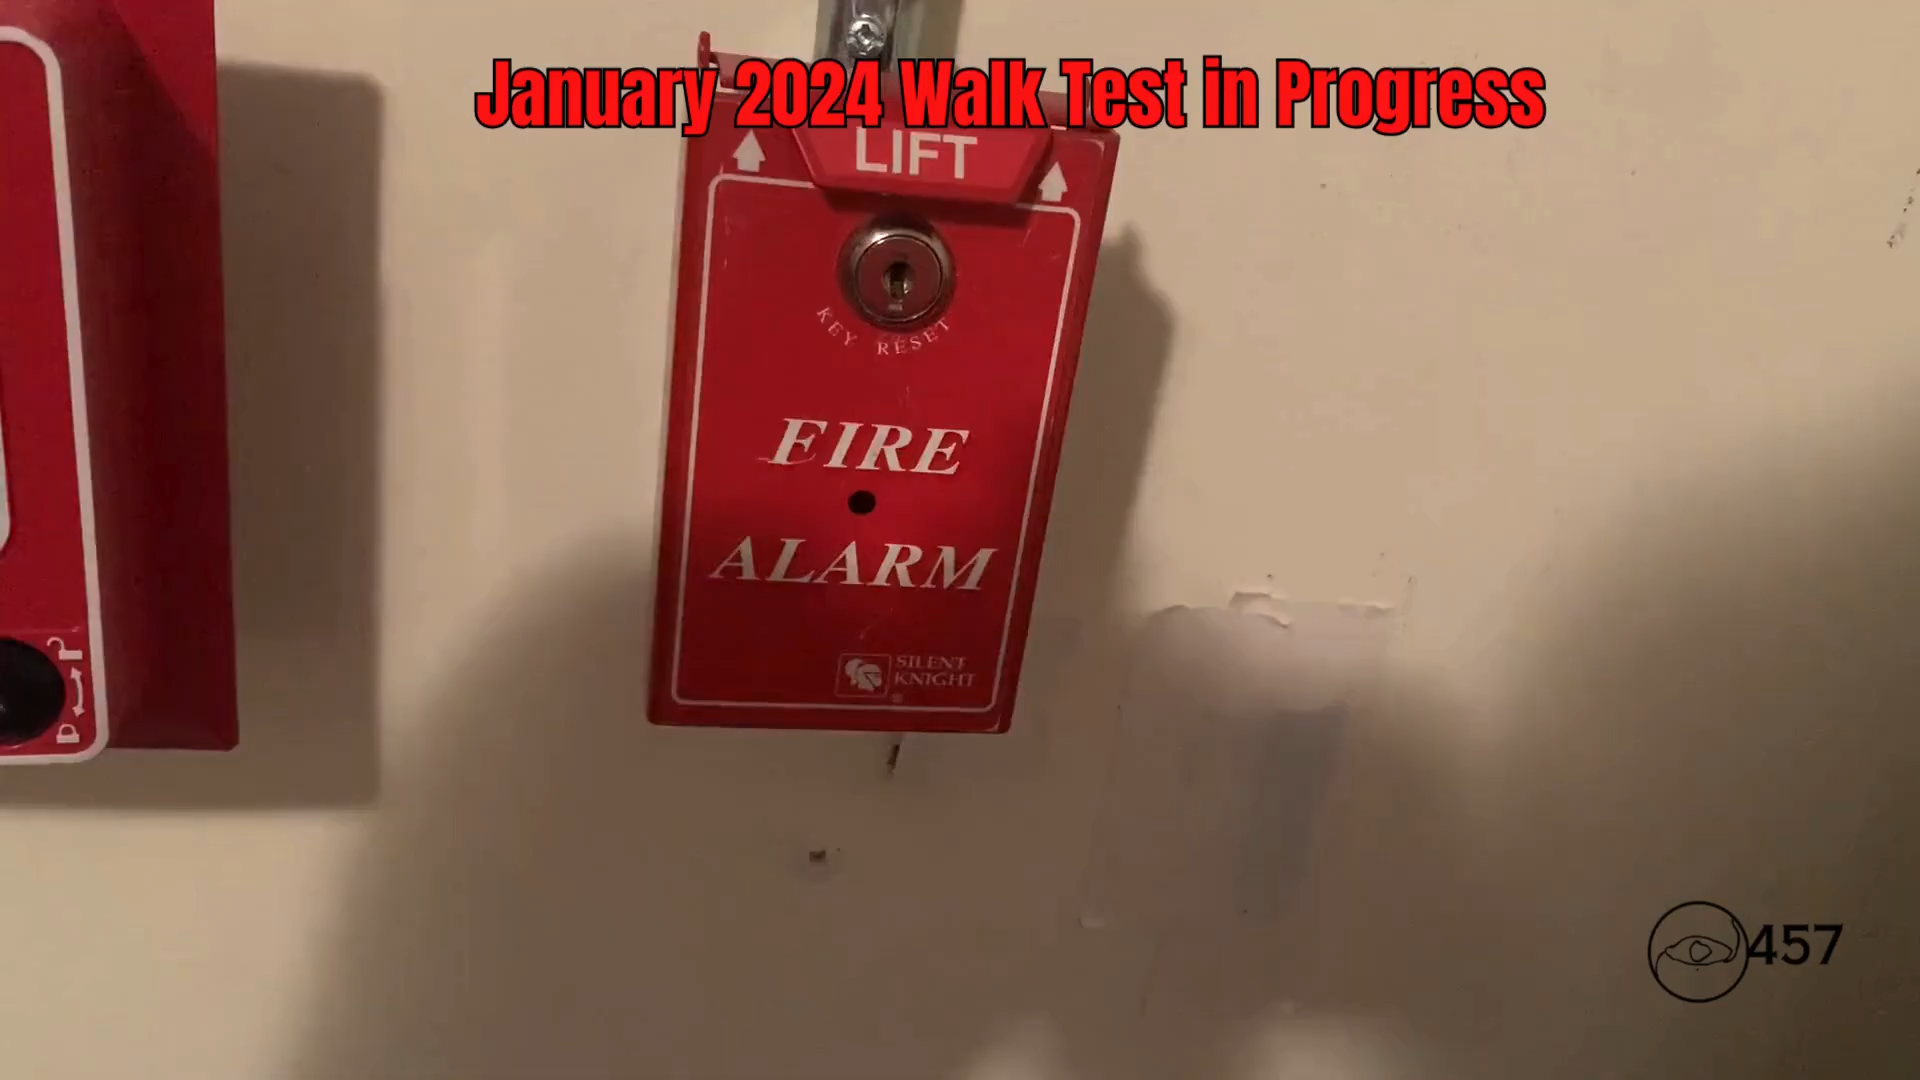 January 2024 Walk Test in Progress
LIFT
KEY RESET
FIRE
ALARM
SILENT
KNIGHT
®
457